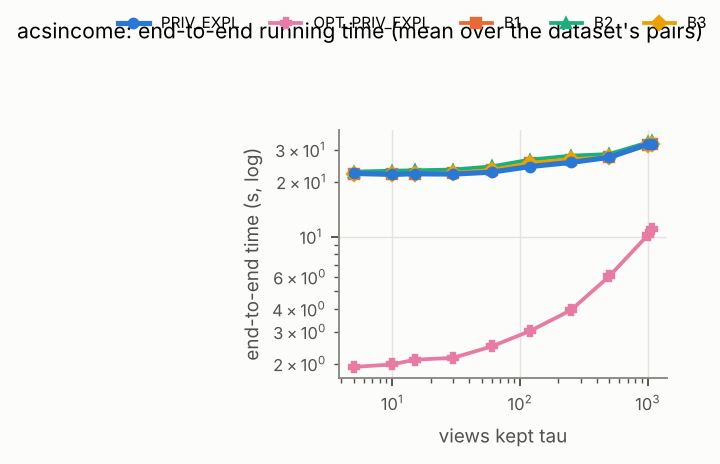 PRIV_EXPL OPT_PRIV_EXPL B1 B2 B3
acsincome: end-to-end running time (mean over the dataset's pairs)
end-to-end time (s, log)
3 × 10¹
2 × 10¹
10¹
6 × 10⁰
4 × 10⁰
3 × 10⁰
2 × 10⁰
10¹ 10² 10³
views kept tau